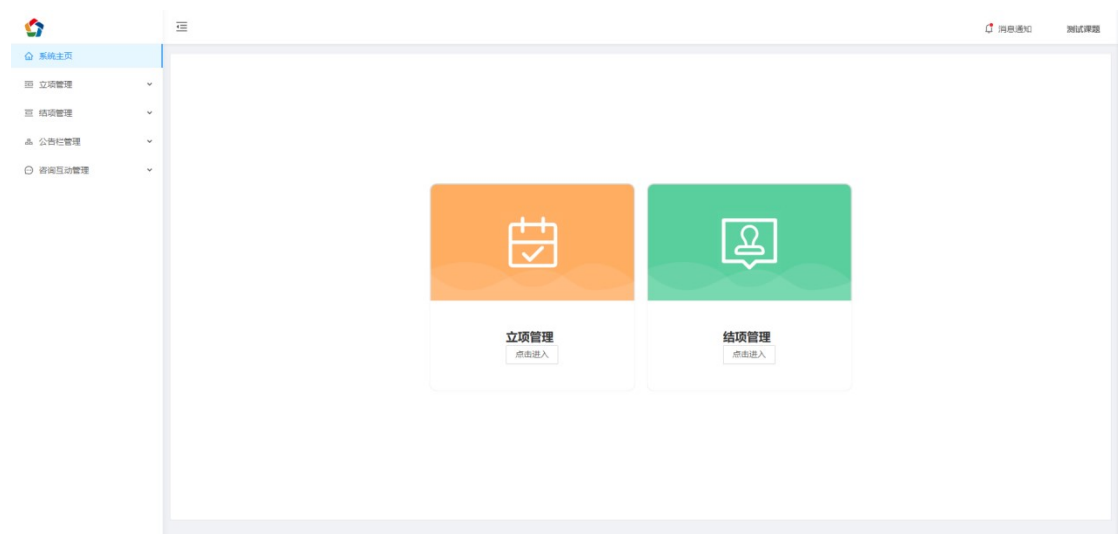 消息通知
测试课题
系统主页
立项管理
结项管理
公告栏管理
咨询互动管理
立项管理
点击进入
结项管理
点击进入